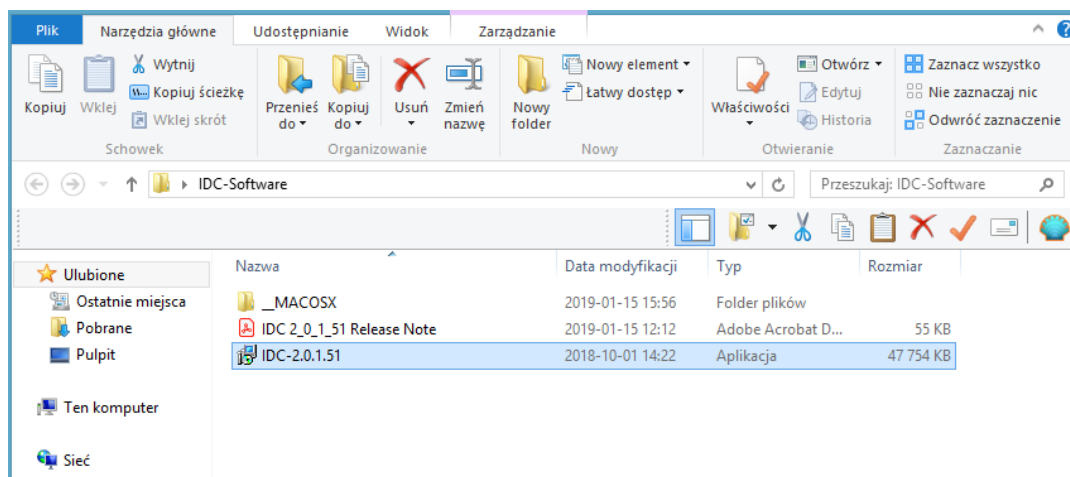 Plik Narzędzia główne Udostępnianie Widok Zarządzanie
Kopiuj
Wklej
Wytnij
Kopiuj ścieżkę
Wklej skrót
Schowek
Przenieś do
Kopiuj do
Usuń
Zmień nazwę
Organizowanie
Nowy folder
Nowy element
Łatwy dostęp
Nowy
Właściwości
Otwórz
Edytuj
Historia
Otwieranie
Zaznacz wszystko
Nie zaznaczaj nic
Odwróć zaznaczenie
Zaznaczanie
IDC-Software
Przeszukaj: IDC-Software
Ulubione
Ostatnie miejsca
Pobrane
Pulpit
Ten komputer
Sieć
Nazwa Data modyfikacji Typ Rozmiar
__MACOSX 2019-01-15 15:56 Folder plików
IDC 2_0_1_51 Release Note 2019-01-15 12:12 Adobe Acrobat D... 55 KB
IDC-2.0.1.51 2018-10-01 14:22 Aplikacja 47 754 KB